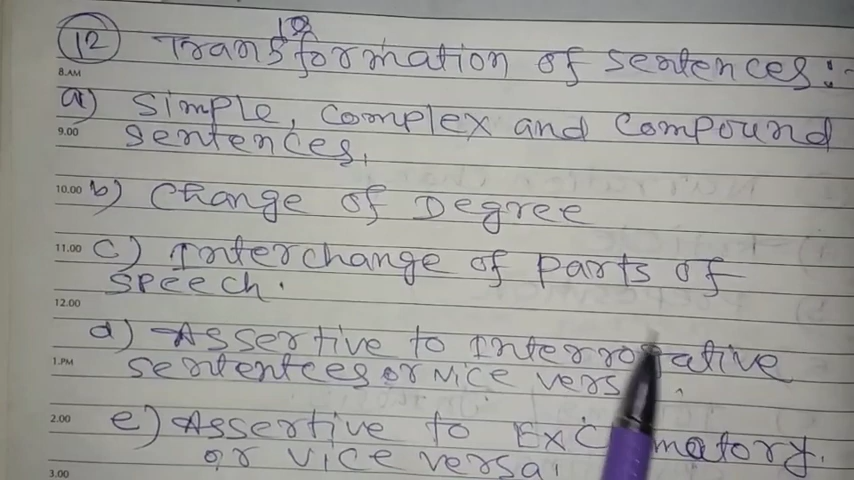 12 Transformation of sentences:-
8.AM
a) Simple, complex and compound
9.00
sentences.
10.00 b) Change of Degree
11.00 c) Interchange of parts of
speech.
12.00
d) Assertive to Interrogative
1.PM
sentences or vice vers
2.00 e) Assertive to
or vice versa.
3.00